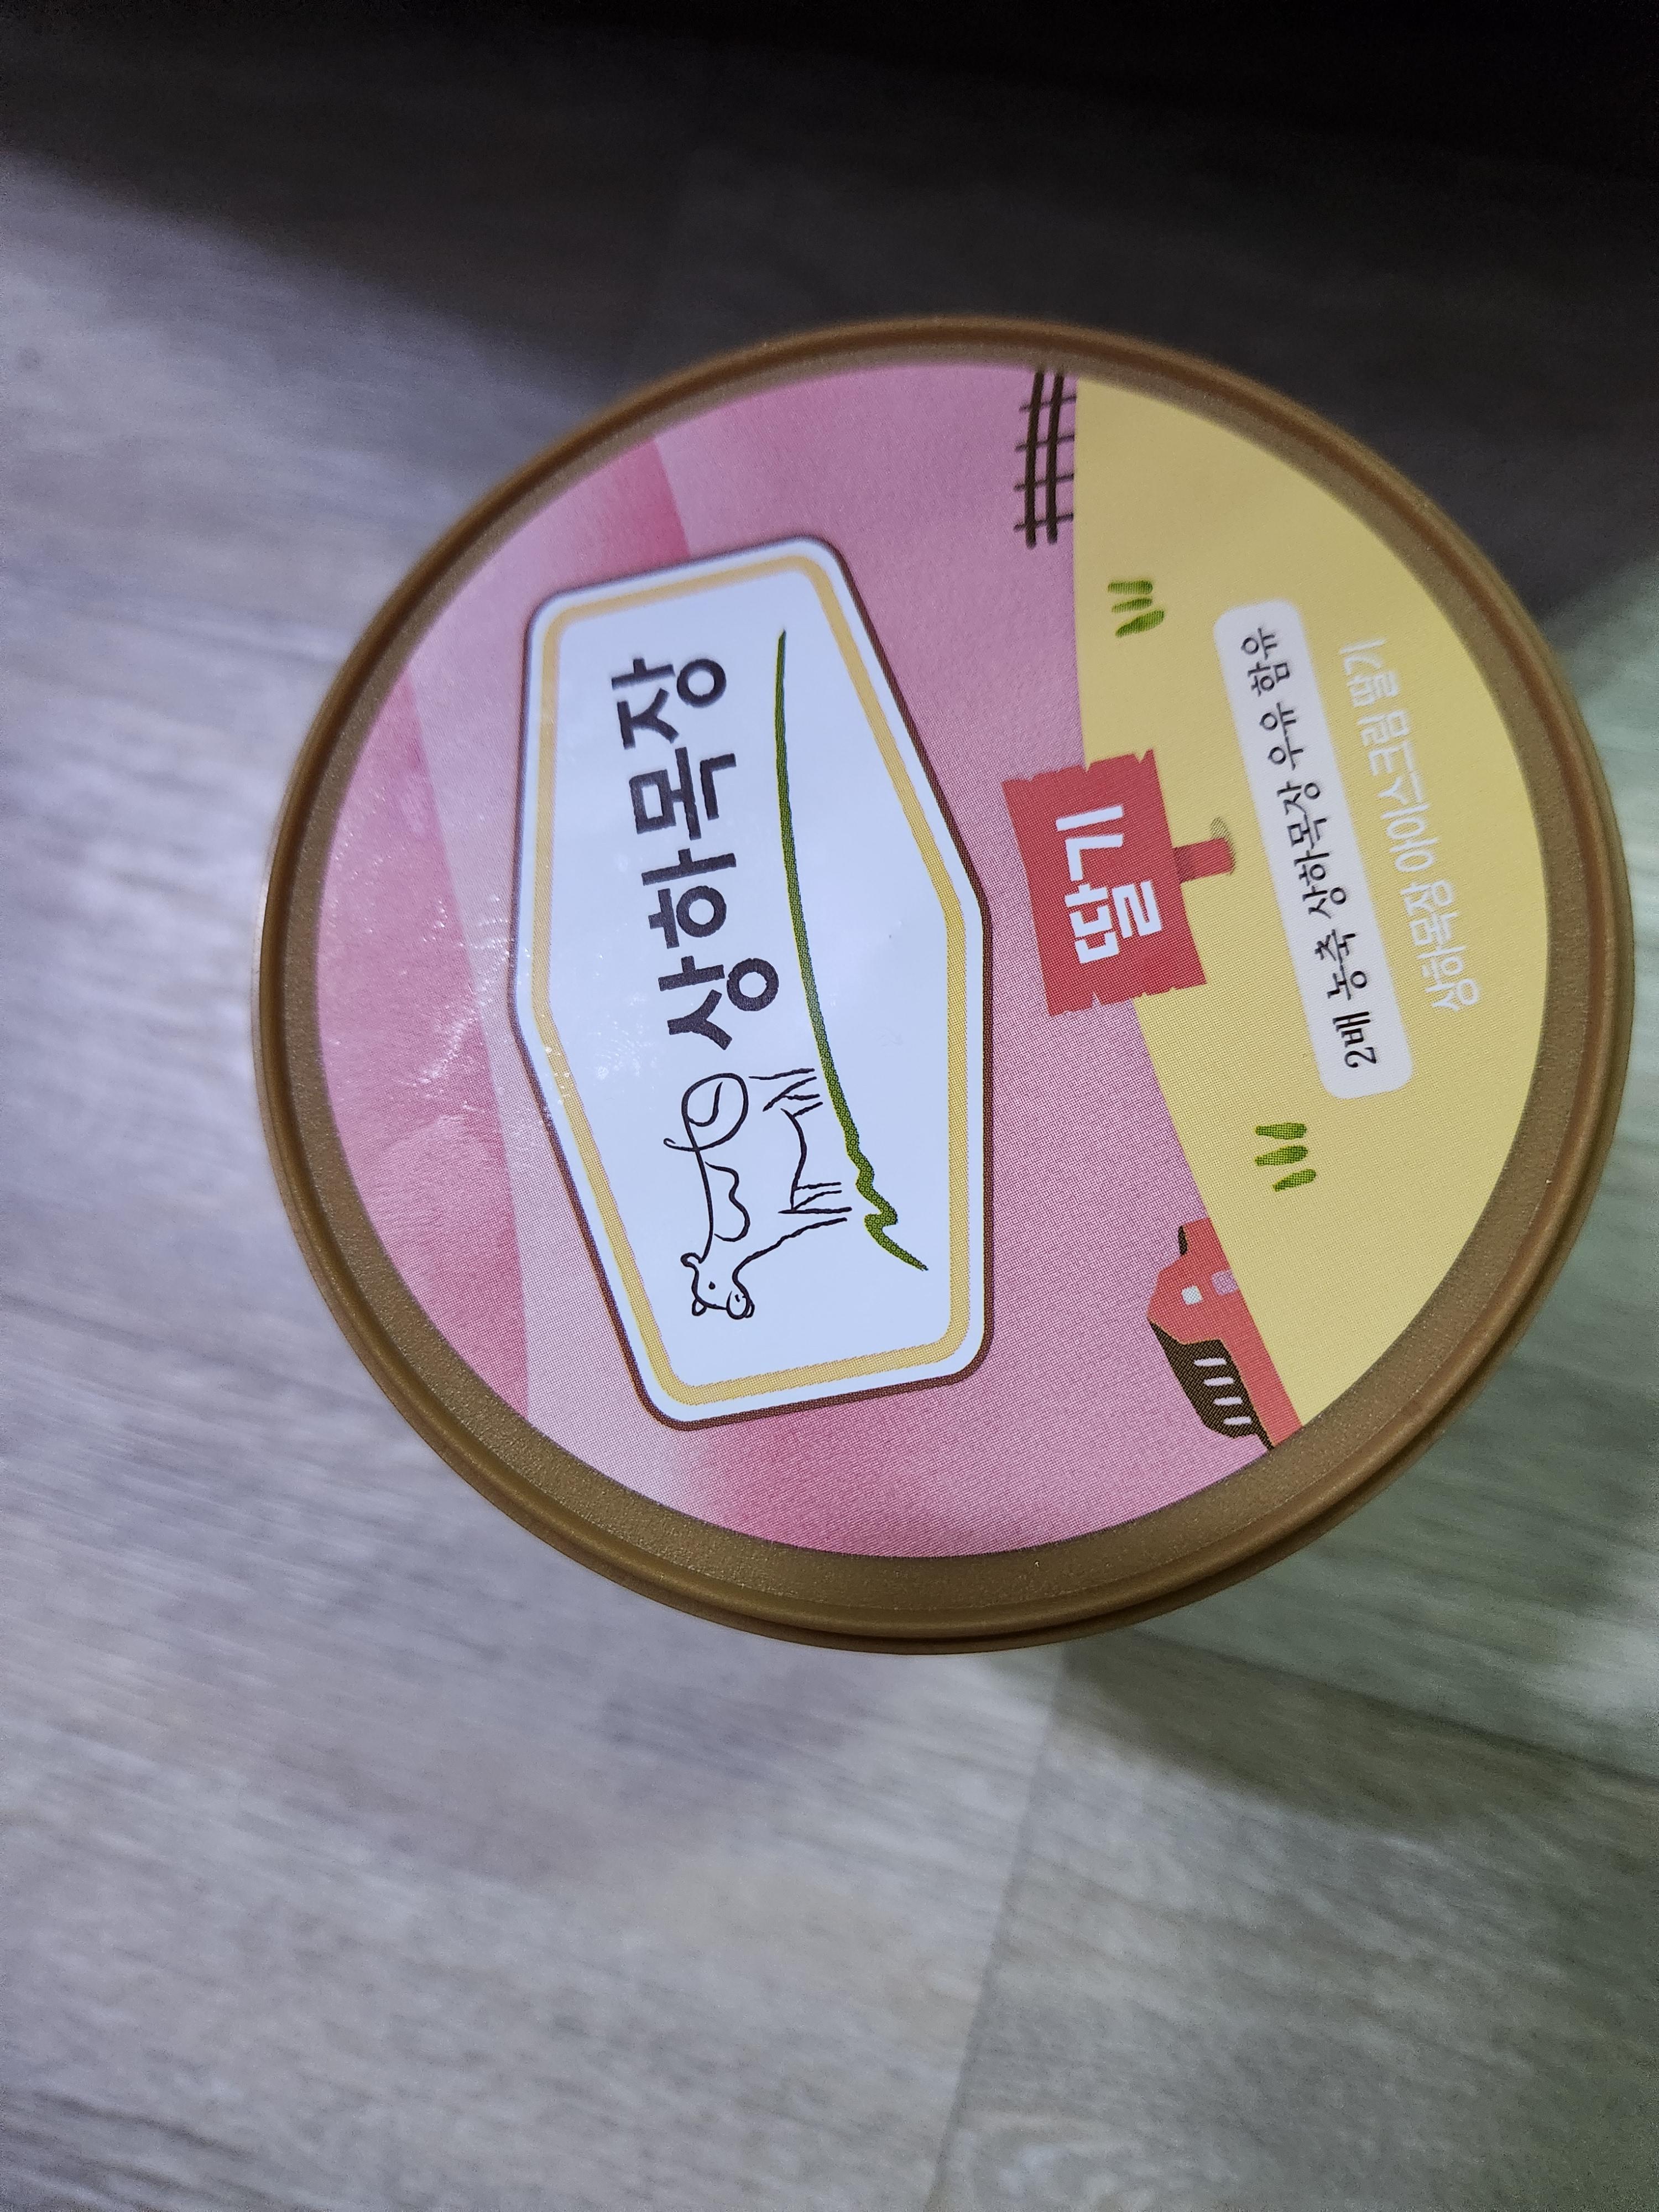 상하목장
딸기
2배 농축 상하목장 우유 함유
상하목장 아이스크림 딸기